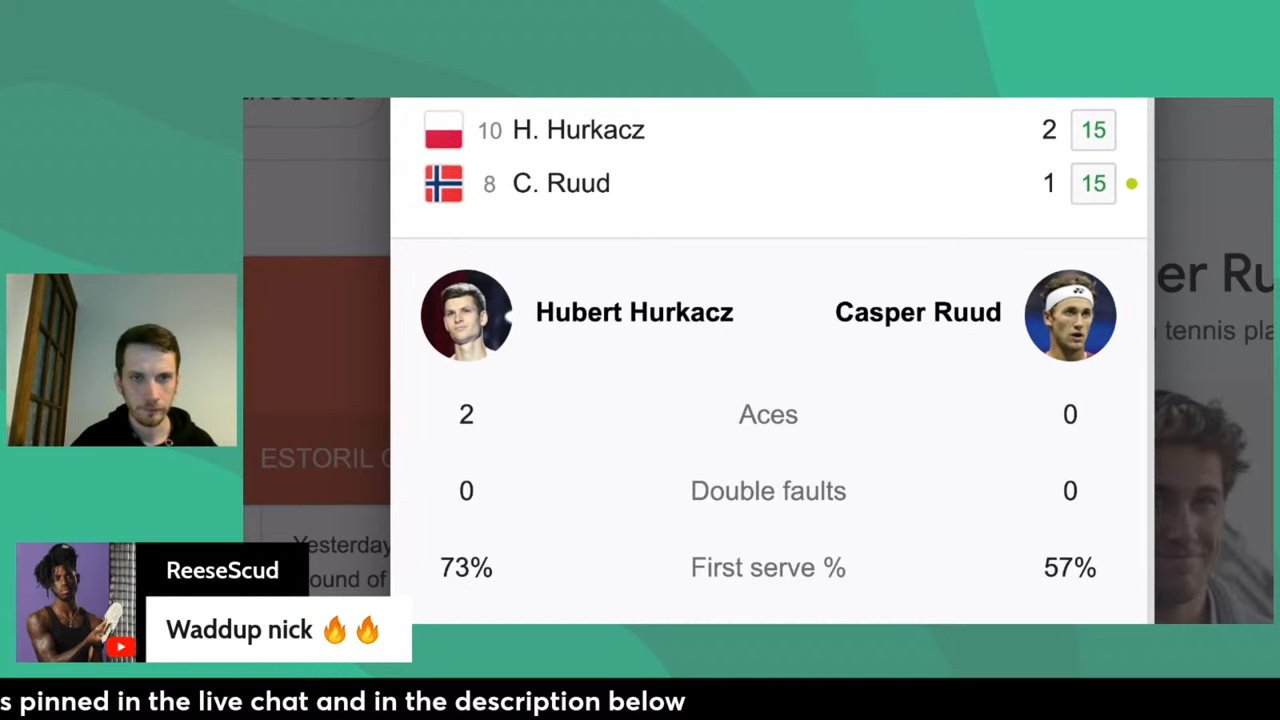 10 H. Hurkacz 2 15
8 C. Ruud 1 15
Hubert Hurkacz Casper Ruud
er Ru
tennis pla
2 Aces 0
ESTORIL
0 Double faults 0
Yesterday
73% First serve % 57%
ound of
ReeseScud
Waddup nick 🔥🔥
s pinned in the live chat and in the description below